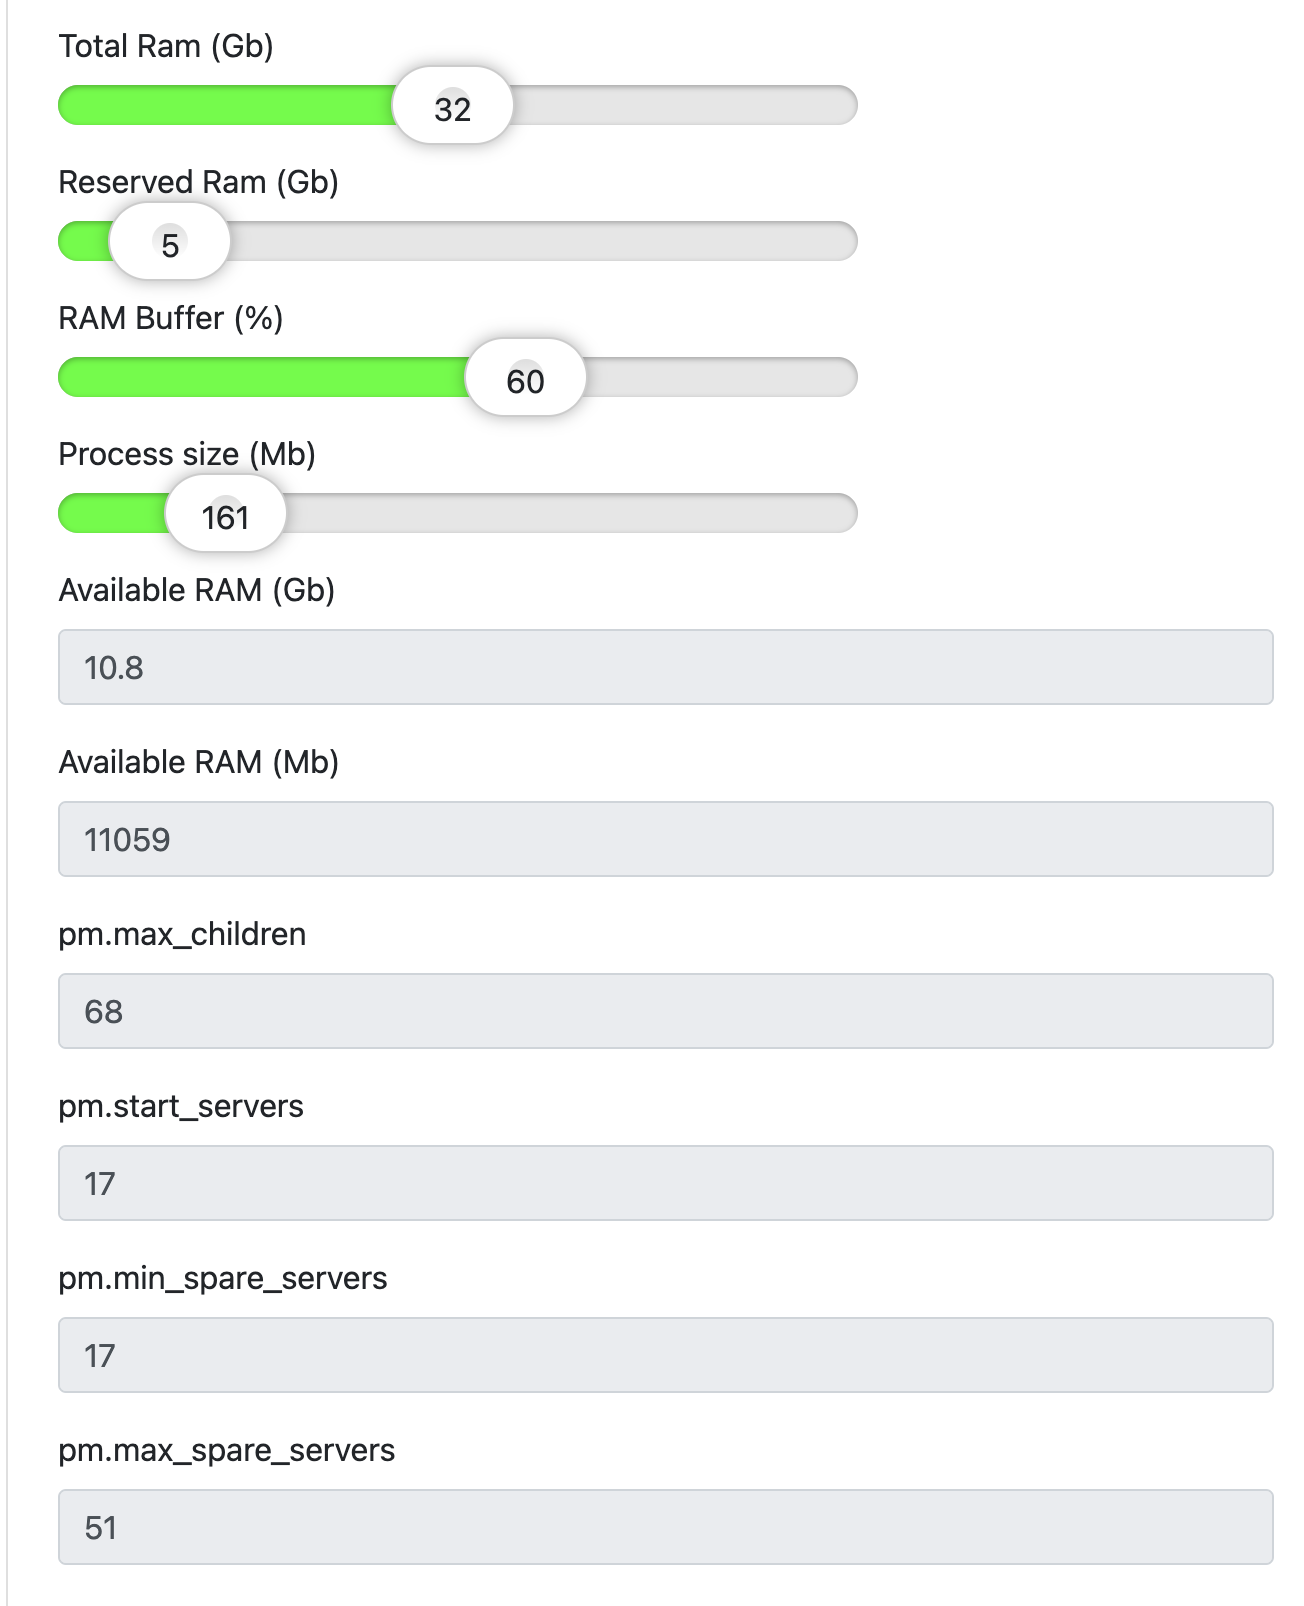 Total Ram (Gb)
32
Reserved Ram (Gb)
5
RAM Buffer (%)
60
Process size (Mb)
161
Available RAM (Gb)
10.8
Available RAM (Mb)
11059
pm.max_children
68
pm.start_servers
17
pm.min_spare_servers
17
pm.max_spare_servers
51